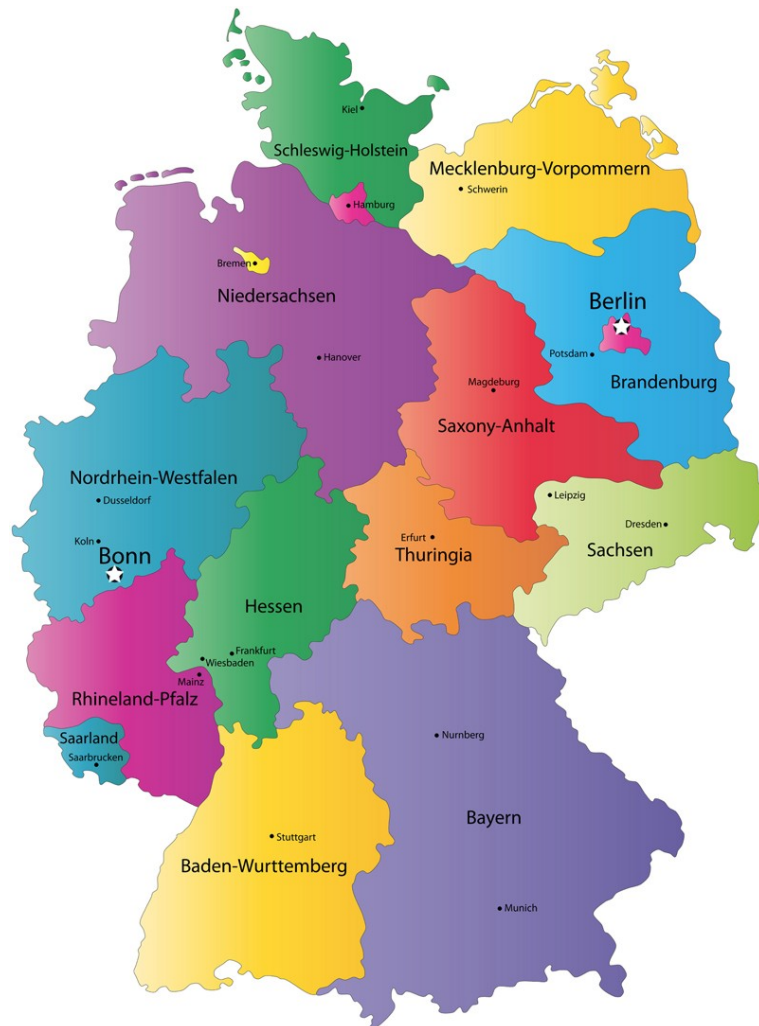 Kiel
Schleswig-Holstein
Mecklenburg-Vorpommern
Schwerin
Hamburg
Bremen
Niedersachsen
Berlin
Hanover
Potsdam
Brandenburg
Magdeburg
Saxony-Anhalt
Nordrhein-Westfalen
Dusseldorf
Leipzig
Dresden
Koln
Erfurt
Bonn
Thuringia
Sachsen
Hessen
Frankfurt
Wiesbaden
Mainz
Rhineland-Pfalz
Saarland
Nurnberg
Saarbrucken
Bayern
Stuttgart
Baden-Wurttemberg
Munich